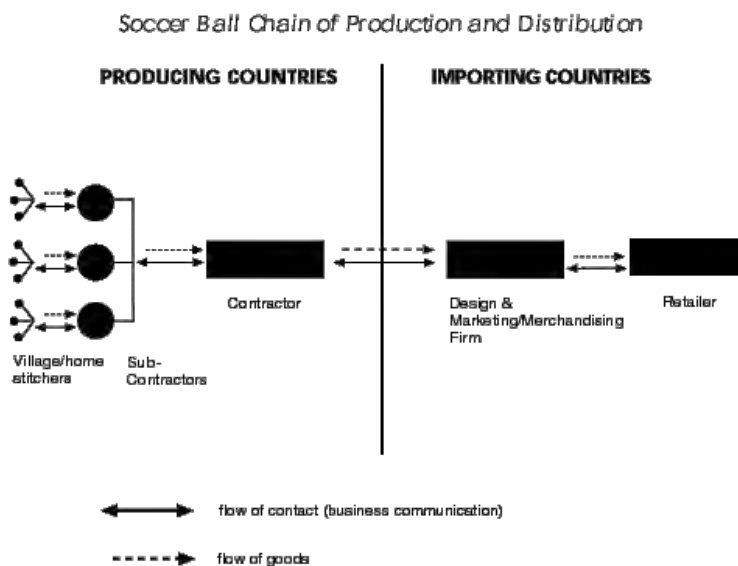 Soccer Ball Chain of Production and Distribution
PRODUCING COUNTRIES
IMPORTING COUNTRIES
Contractor
Design &
Marketing/Merchandising
Firm
Retailer
Village/home
stitchers
Sub-
Contractors
flow of contact (business communication)
flow of goods